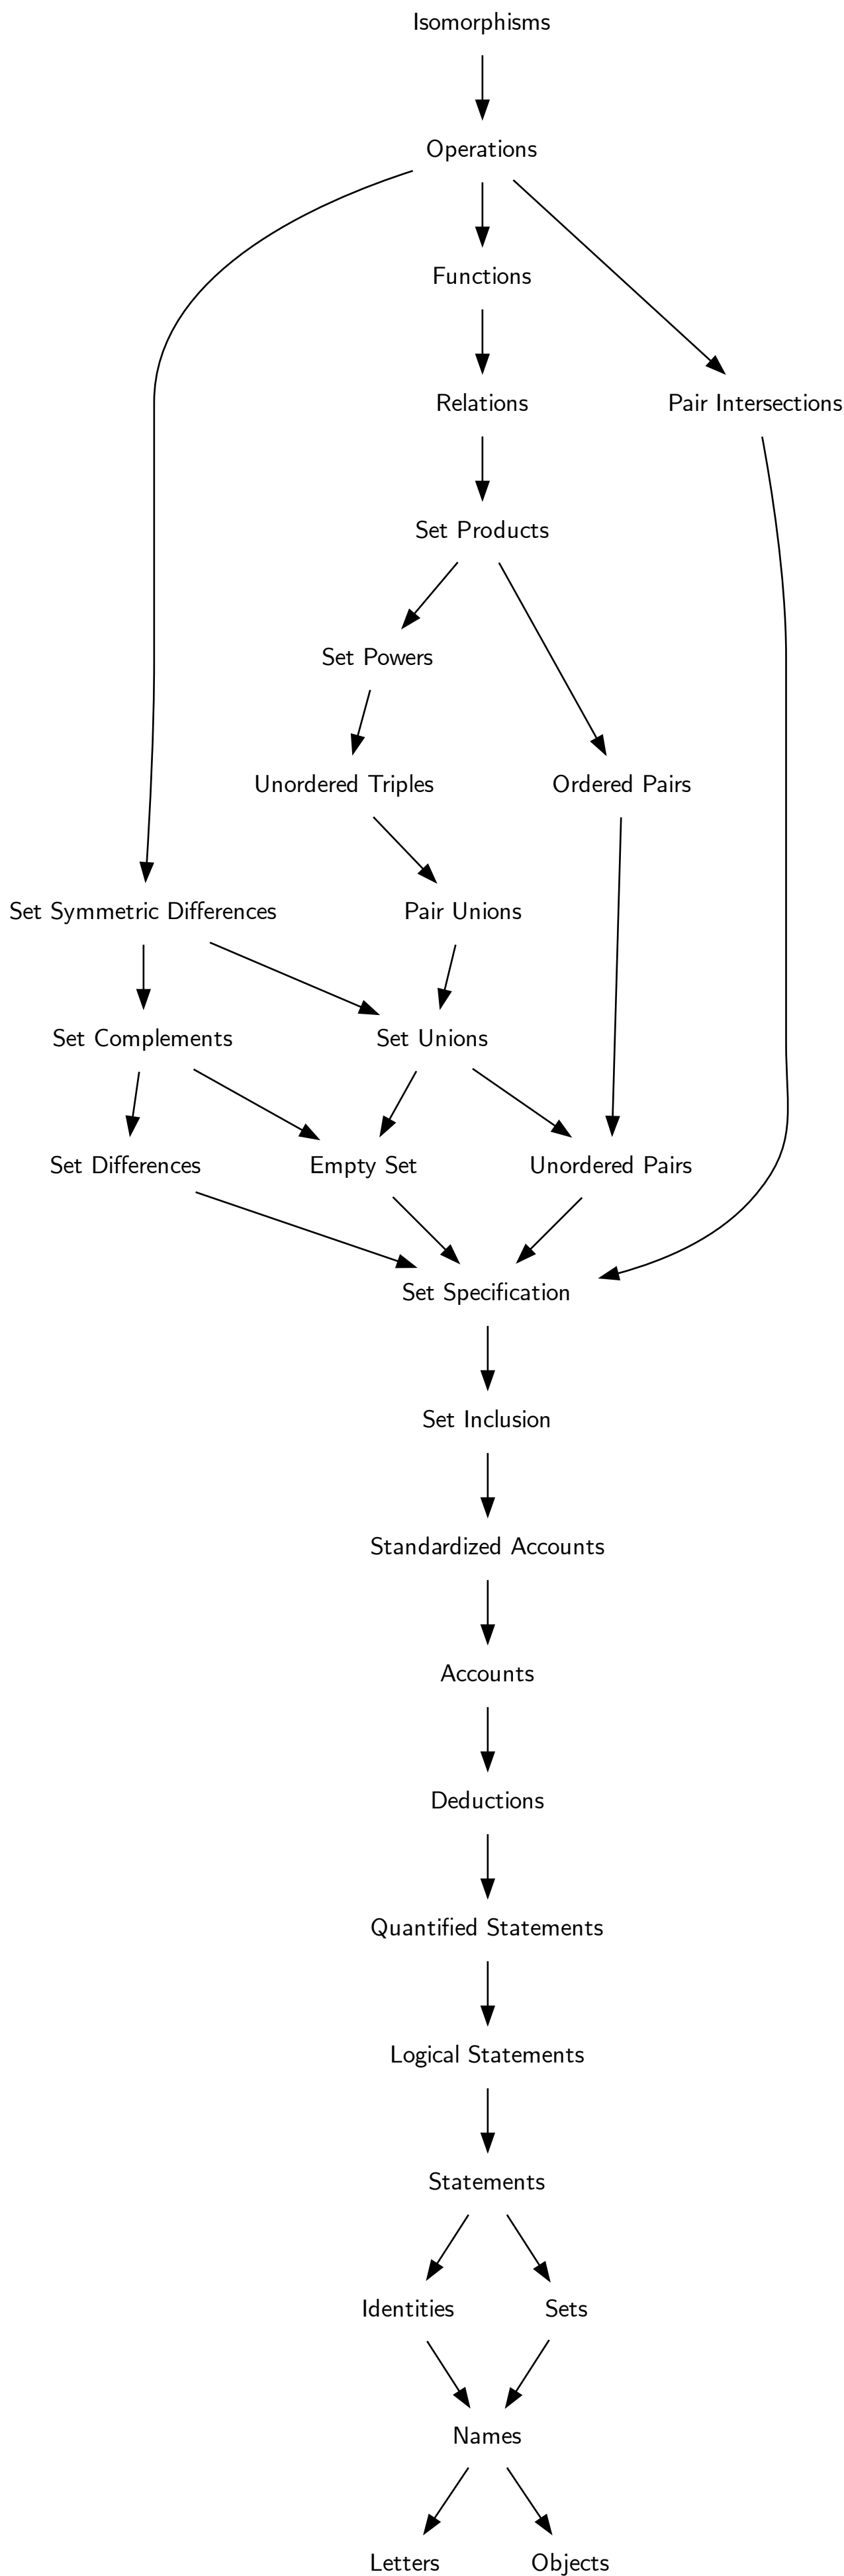 Isomorphisms
Operations
Functions
Relations
Pair Intersections
Set Products
Set Powers
Unordered Triples
Ordered Pairs
Set Symmetric Differences
Pair Unions
Set Complements
Set Unions
Set Differences
Empty Set
Unordered Pairs
Set Specification
Set Inclusion
Standardized Accounts
Accounts
Deductions
Quantified Statements
Logical Statements
Statements
Identities
Sets
Names
Letters
Objects